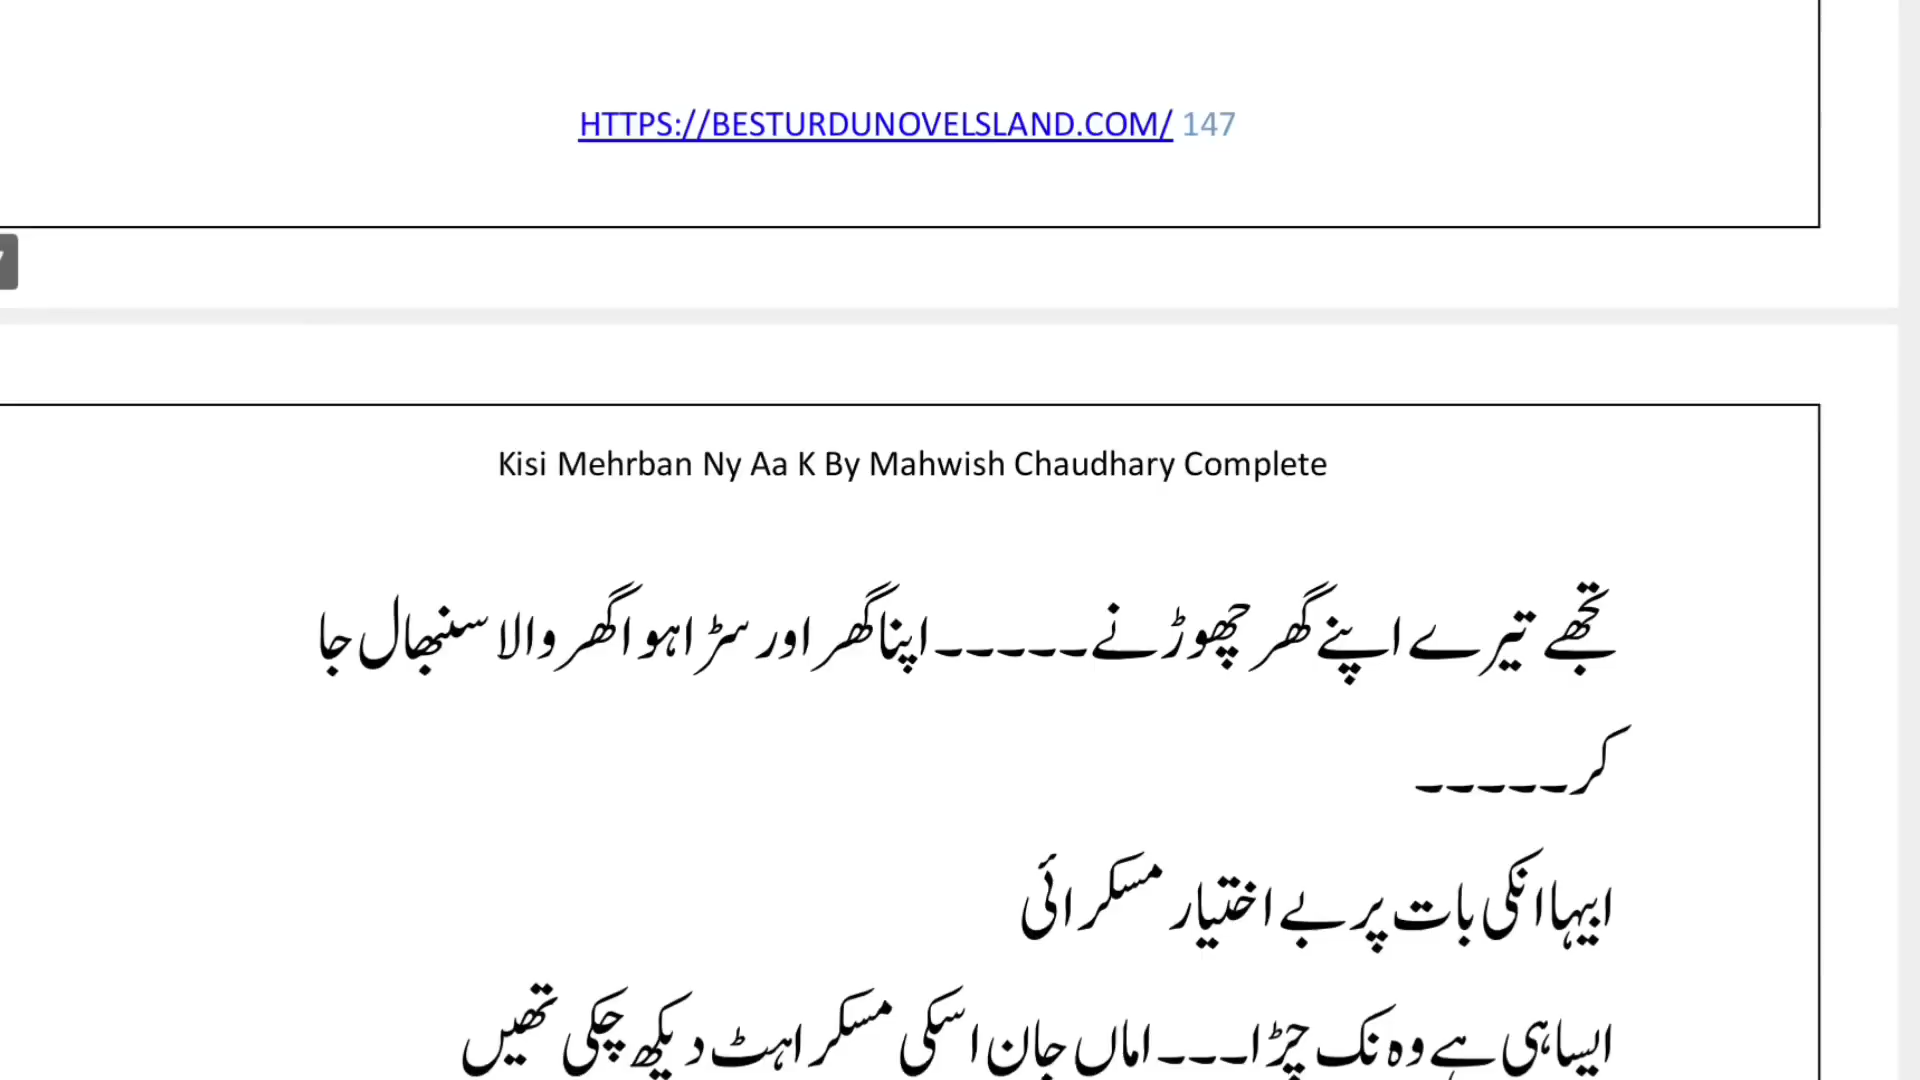 HTTPS://BESTURDUNOVELSLAND.COM/ 147
Kisi Mehrban Ny Aa K By Mahwish Chaudhary Complete
تجھے تیرے اپنے گھر چھوڑنے۔۔۔۔۔اپنا گھر اور سڑا ہوا گھر والا سنبھال جا
کر۔۔۔۔۔
ابیہا انکی بات پر بے اختیار مسکرائی
ایسا ہی ہے وہ نک چڑا۔۔۔اماں جان اسکی مسکراہٹ دیکھ چکی تھیں